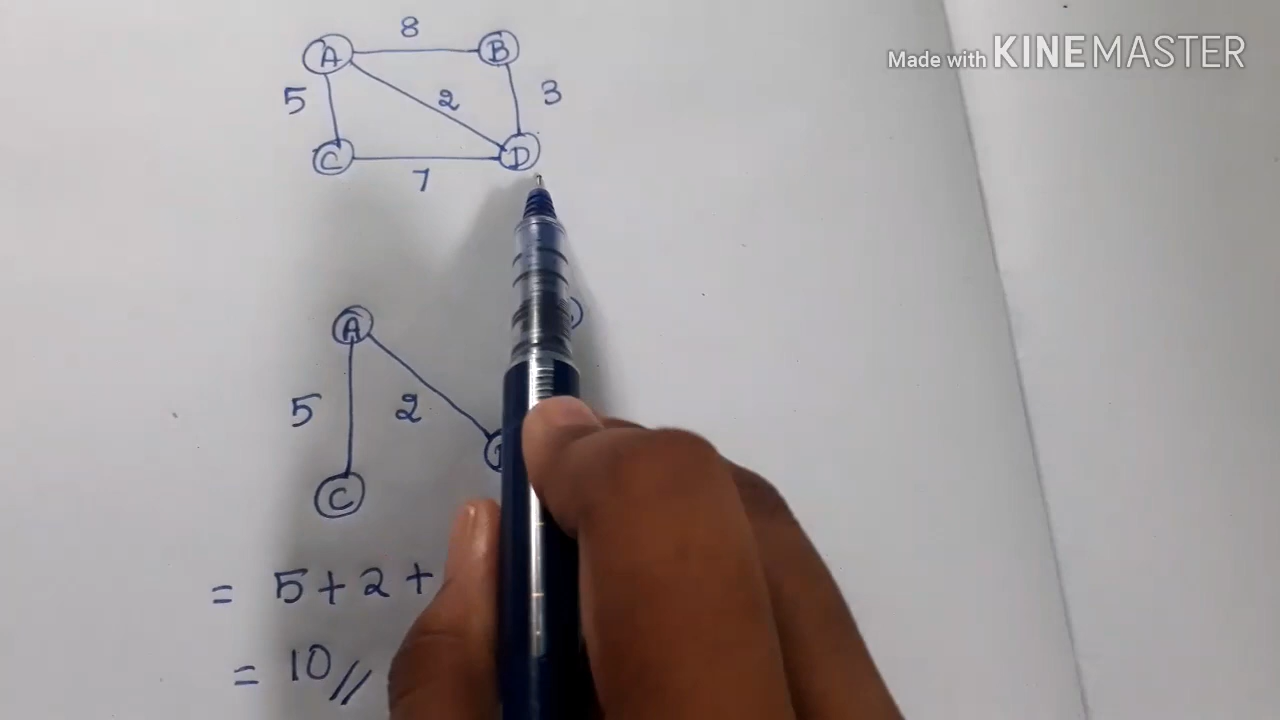 Made with KINEMASTER
8
A B
5 2 3
C D
7
A
5 2
C
= 5+2+
= 10//